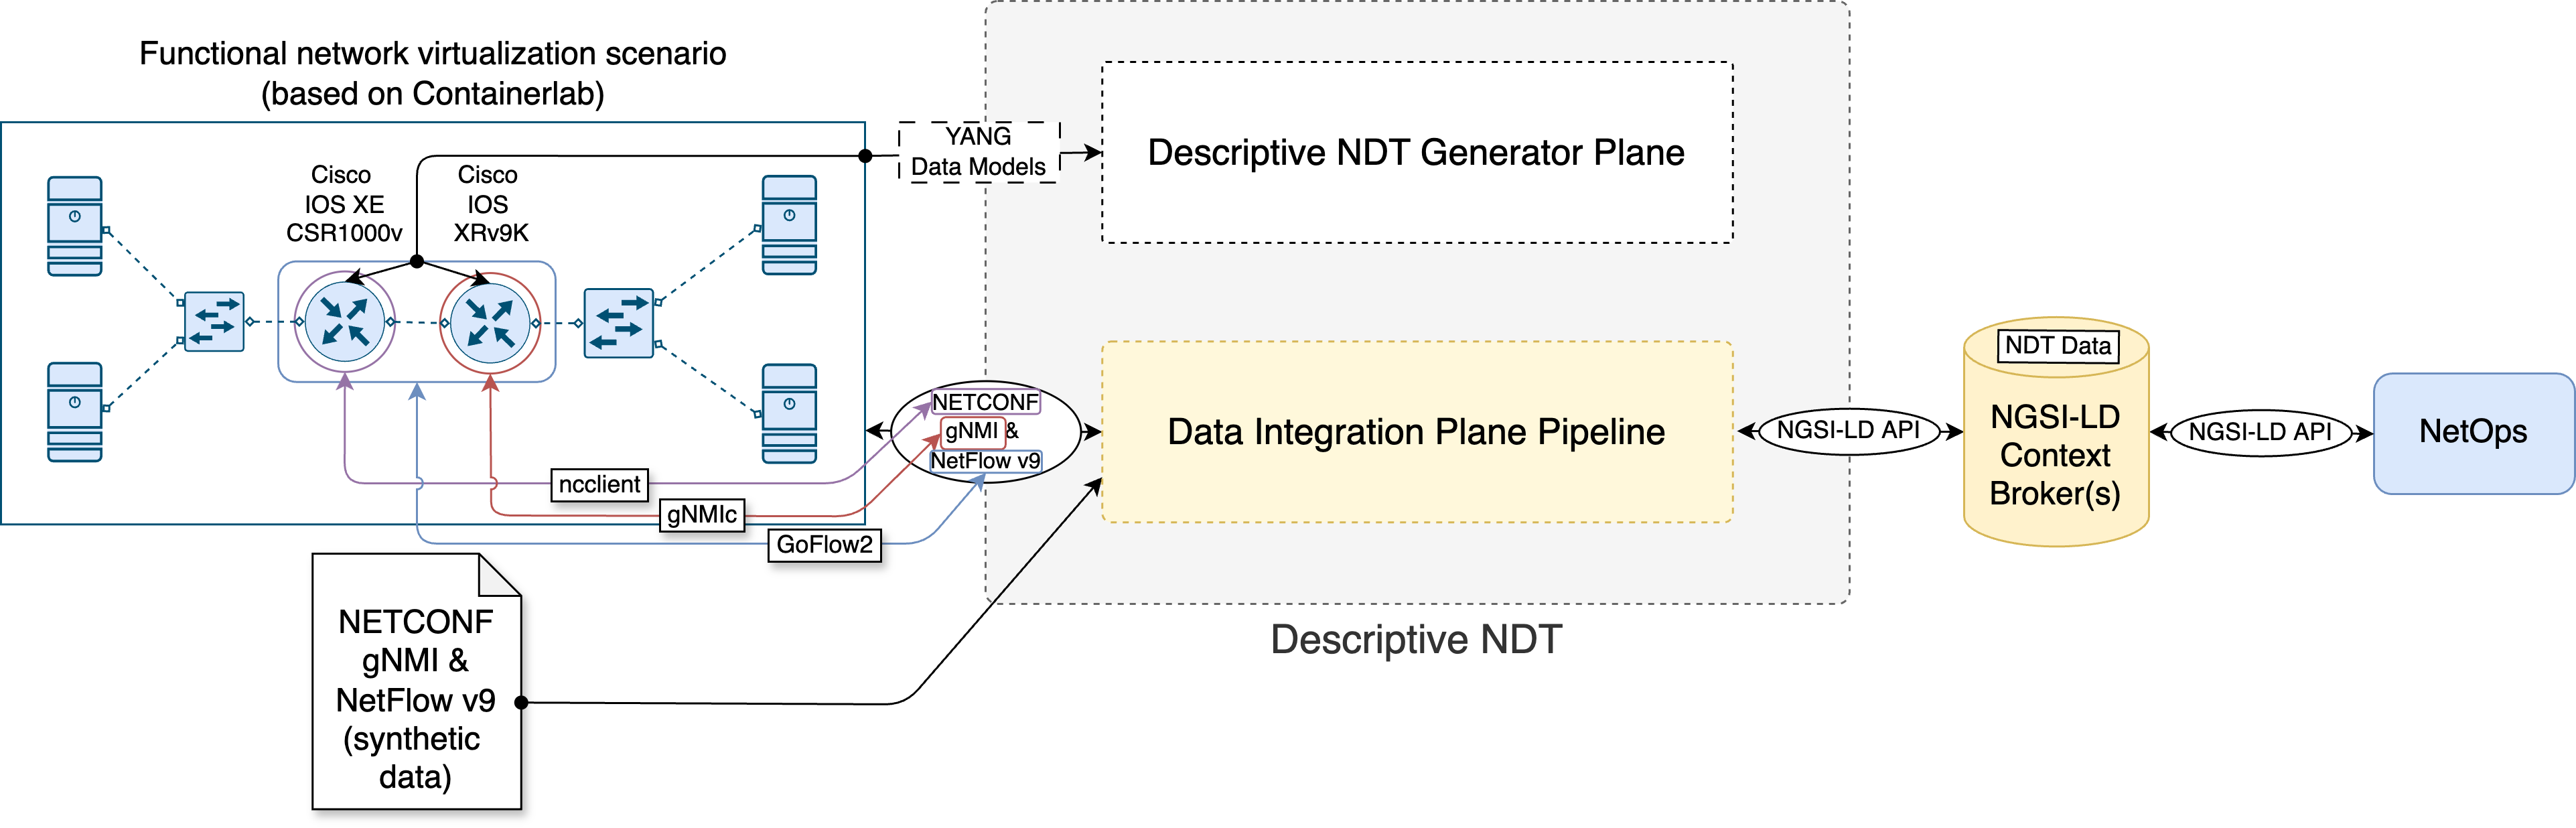 Functional network virtualization scenario
(based on Containerlab)
Cisco
IOS XE
CSR1000v
Cisco
IOS
XRv9K
YANG
Data Models
Descriptive NDT Generator Plane
NETCONF
gNMI &
NetFlow v9
ncclient
gNMIc
GoFlow2
Data Integration Plane Pipeline
Descriptive NDT
NGSI-LD API
NDT Data
NGSI-LD
Context
Broker(s)
NGSI-LD API
NetOps
NETCONF
gNMI &
NetFlow v9
(synthetic
data)